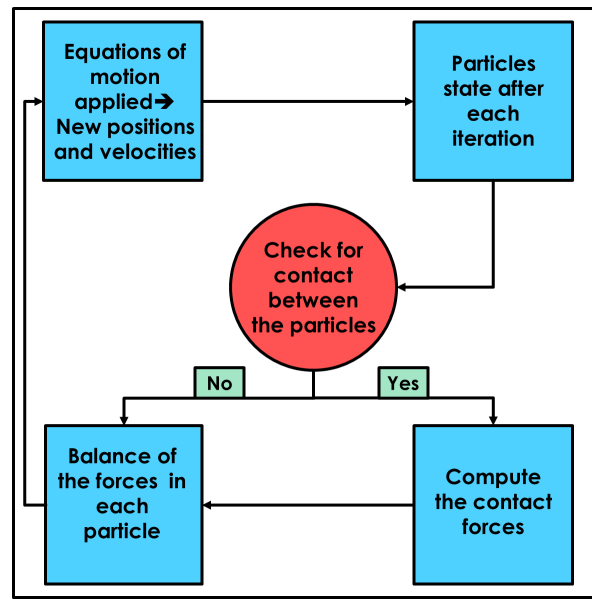 Equations of
motion
applied➔
New positions
and velocities
Particles
state after
each
iteration
Check for
contact
between
the particles
No
Yes
Balance of
the forces in
each
particle
Compute
the contact
forces